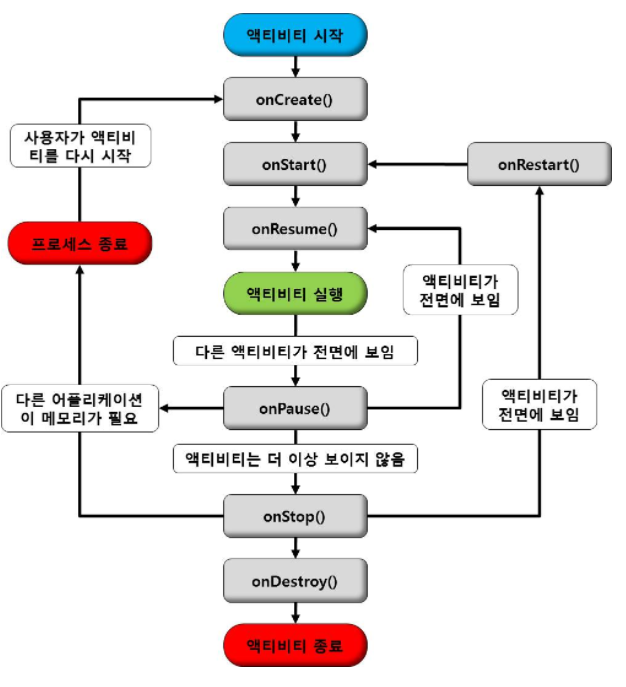 액티비티 시작
onCreate()
사용자가 액티비
티를 다시 시작
onStart()
onRestart()
onResume()
프로세스 종료
액티비티 실행
액티비티가
전면에 보임
다른 액티비티가 전면에 보임
다른 어플리케이션
이 메모리가 필요
onPause()
액티비티가
전면에 보임
액티비티는 더 이상 보이지 않음
onStop()
onDestroy()
액티비티 종료